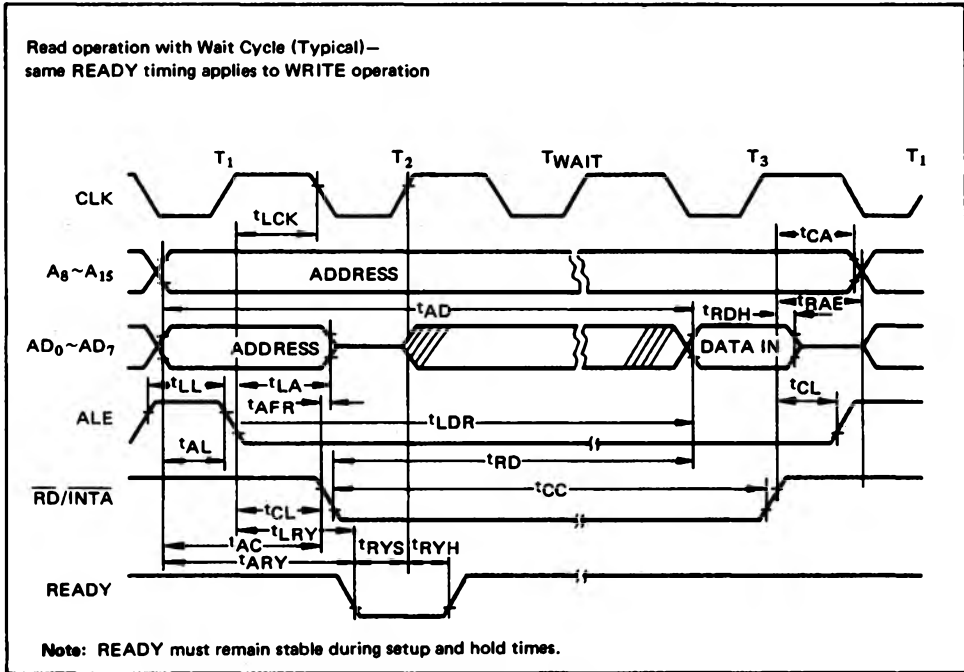 Read operation with Wait Cycle (Typical)—
same READY timing applies to WRITE operation
T₁ T₂ TWAIT T₃ T₁
CLK
tLCK
tCA
A₈~A₁₅
ADDRESS
tAD
tRDH
tRAE
AD₀~AD₇
ADDRESS
DATA IN
tLL
tLA
tCL
tAFR
ALE
tLDR
tAL
tRD
RD/INTA
tCC
tCL
tLRY
tAC
tRYS
tRYH
tARY
READY
Note: READY must remain stable during setup and hold times.